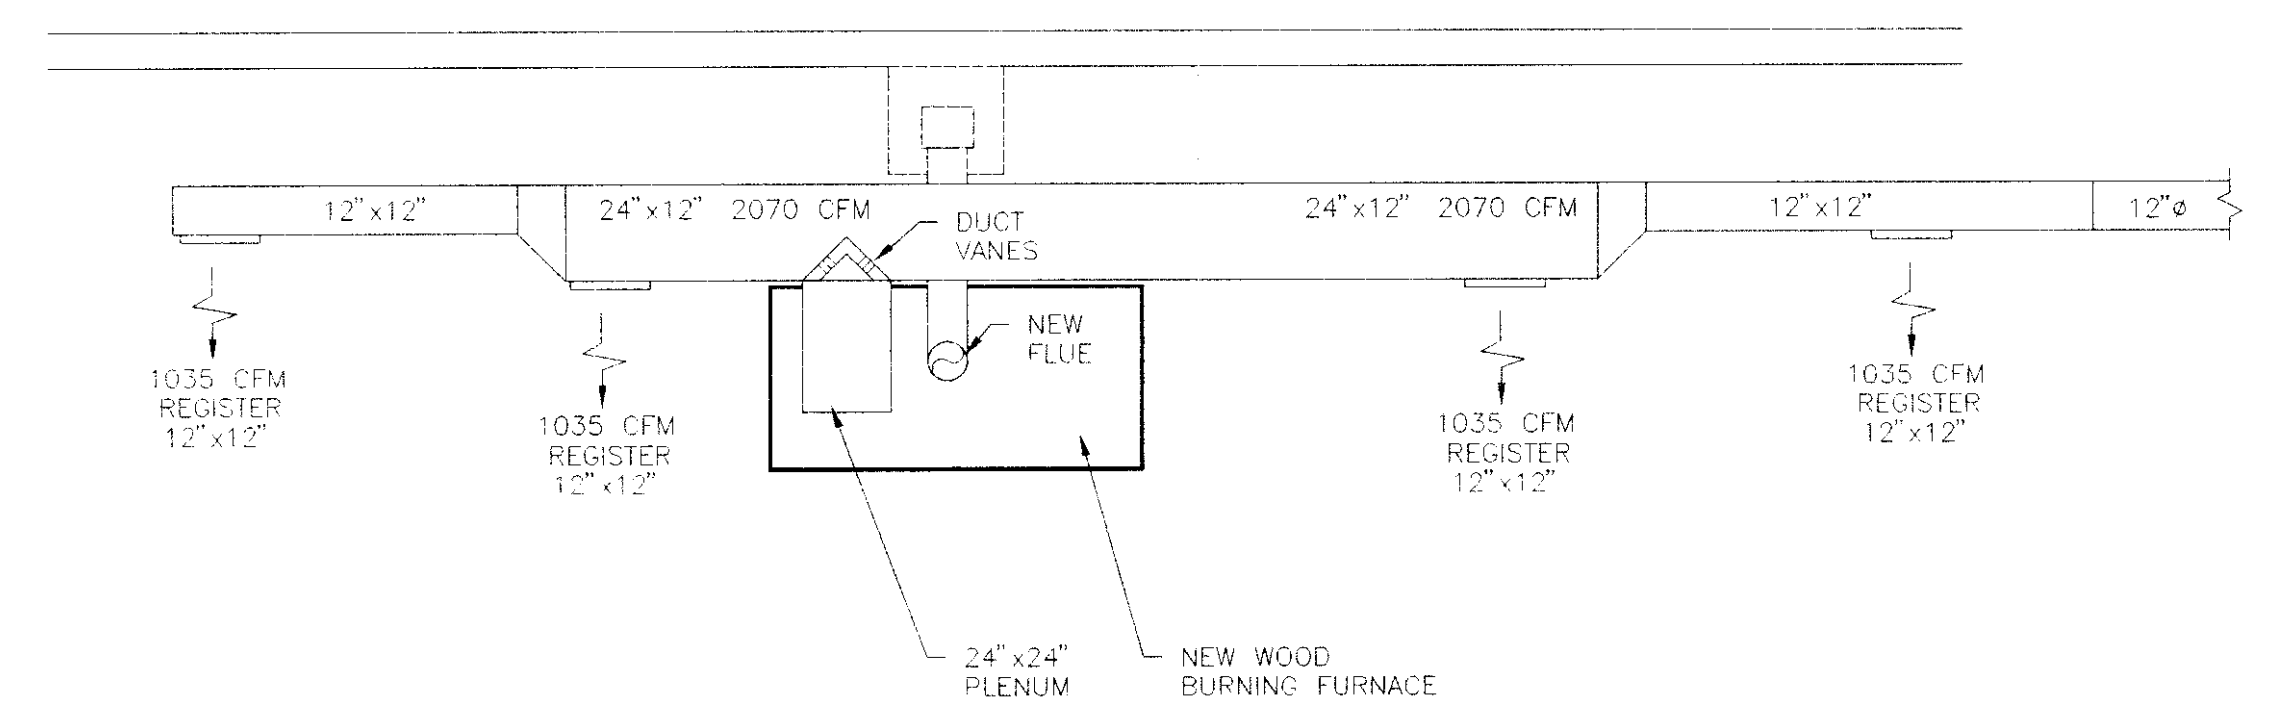 12"x12"
24"x12" 2070 CFM
DUCT
VANES
24"x12" 2070 CFM
12"x12"
12"ø
NEW
FLUE
1035 CFM
REGISTER
12"x12"
1035 CFM
REGISTER
12"x12"
1035 CFM
REGISTER
12"x12"
1035 CFM
REGISTER
12"x12"
24"x24"
PLENUM
NEW WOOD
BURNING FURNACE